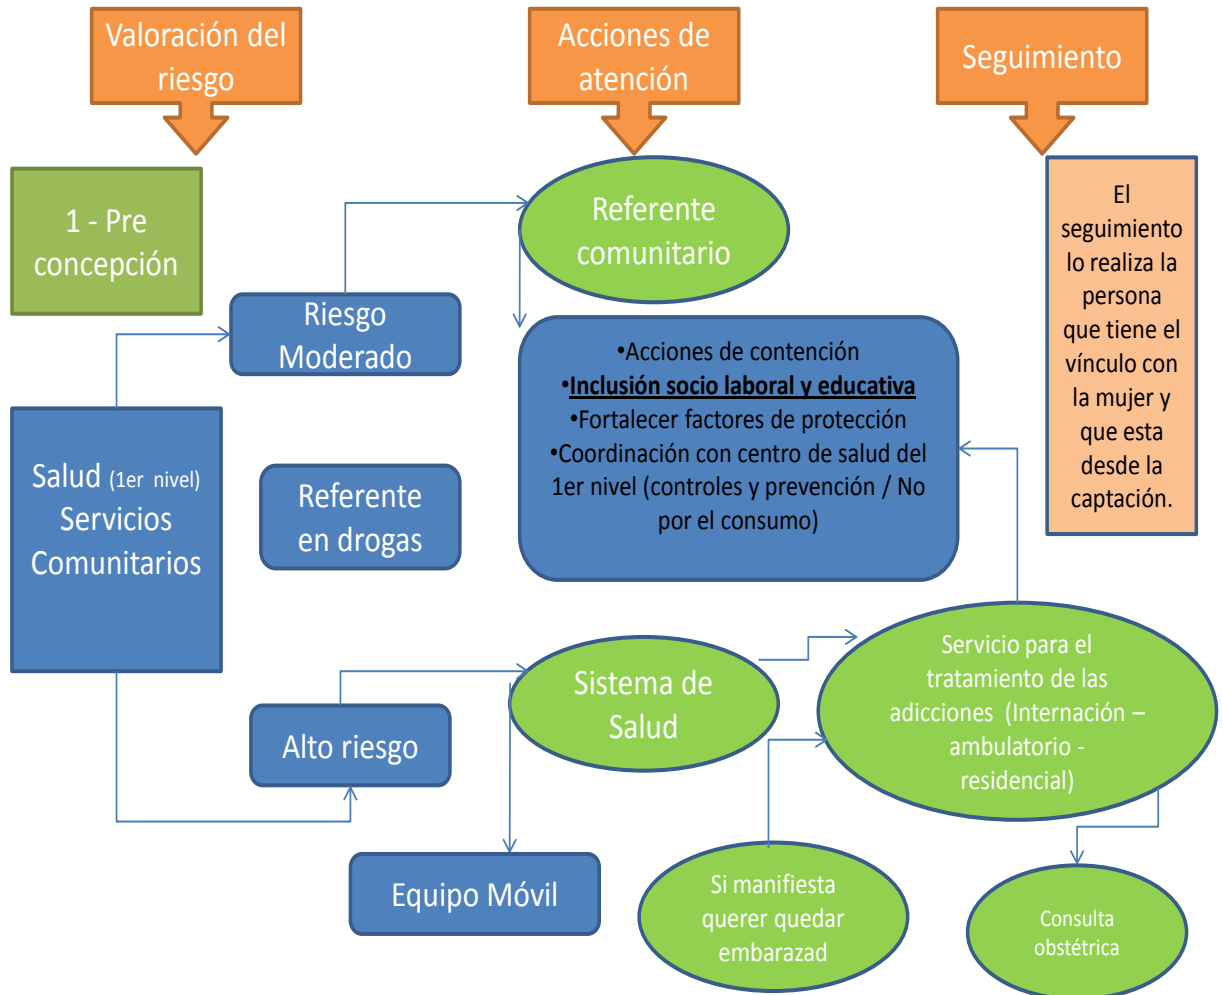 Valoración del
riesgo
Acciones de
atención
Seguimiento
1 - Pre
concepción
Referente
comunitario
El
seguimiento
lo realiza la
persona
que tiene el
vínculo con
la mujer y
que esta
desde la
captación.
Riesgo
Moderado
•Acciones de contención
•Inclusión socio laboral y educativa
•Fortalecer factores de protección
•Coordinación con centro de salud del
1er nivel (controles y prevención / No
por el consumo)
Salud (1er nivel)
Servicios
Comunitarios
Referente
en drogas
Alto riesgo
Sistema de
Salud
Servicio para el
tratamiento de las
adicciones (Internación –
ambulatorio -
residencial)
Equipo Móvil
Si manifiesta
querer quedar
embarazad
Consulta
obstétrica